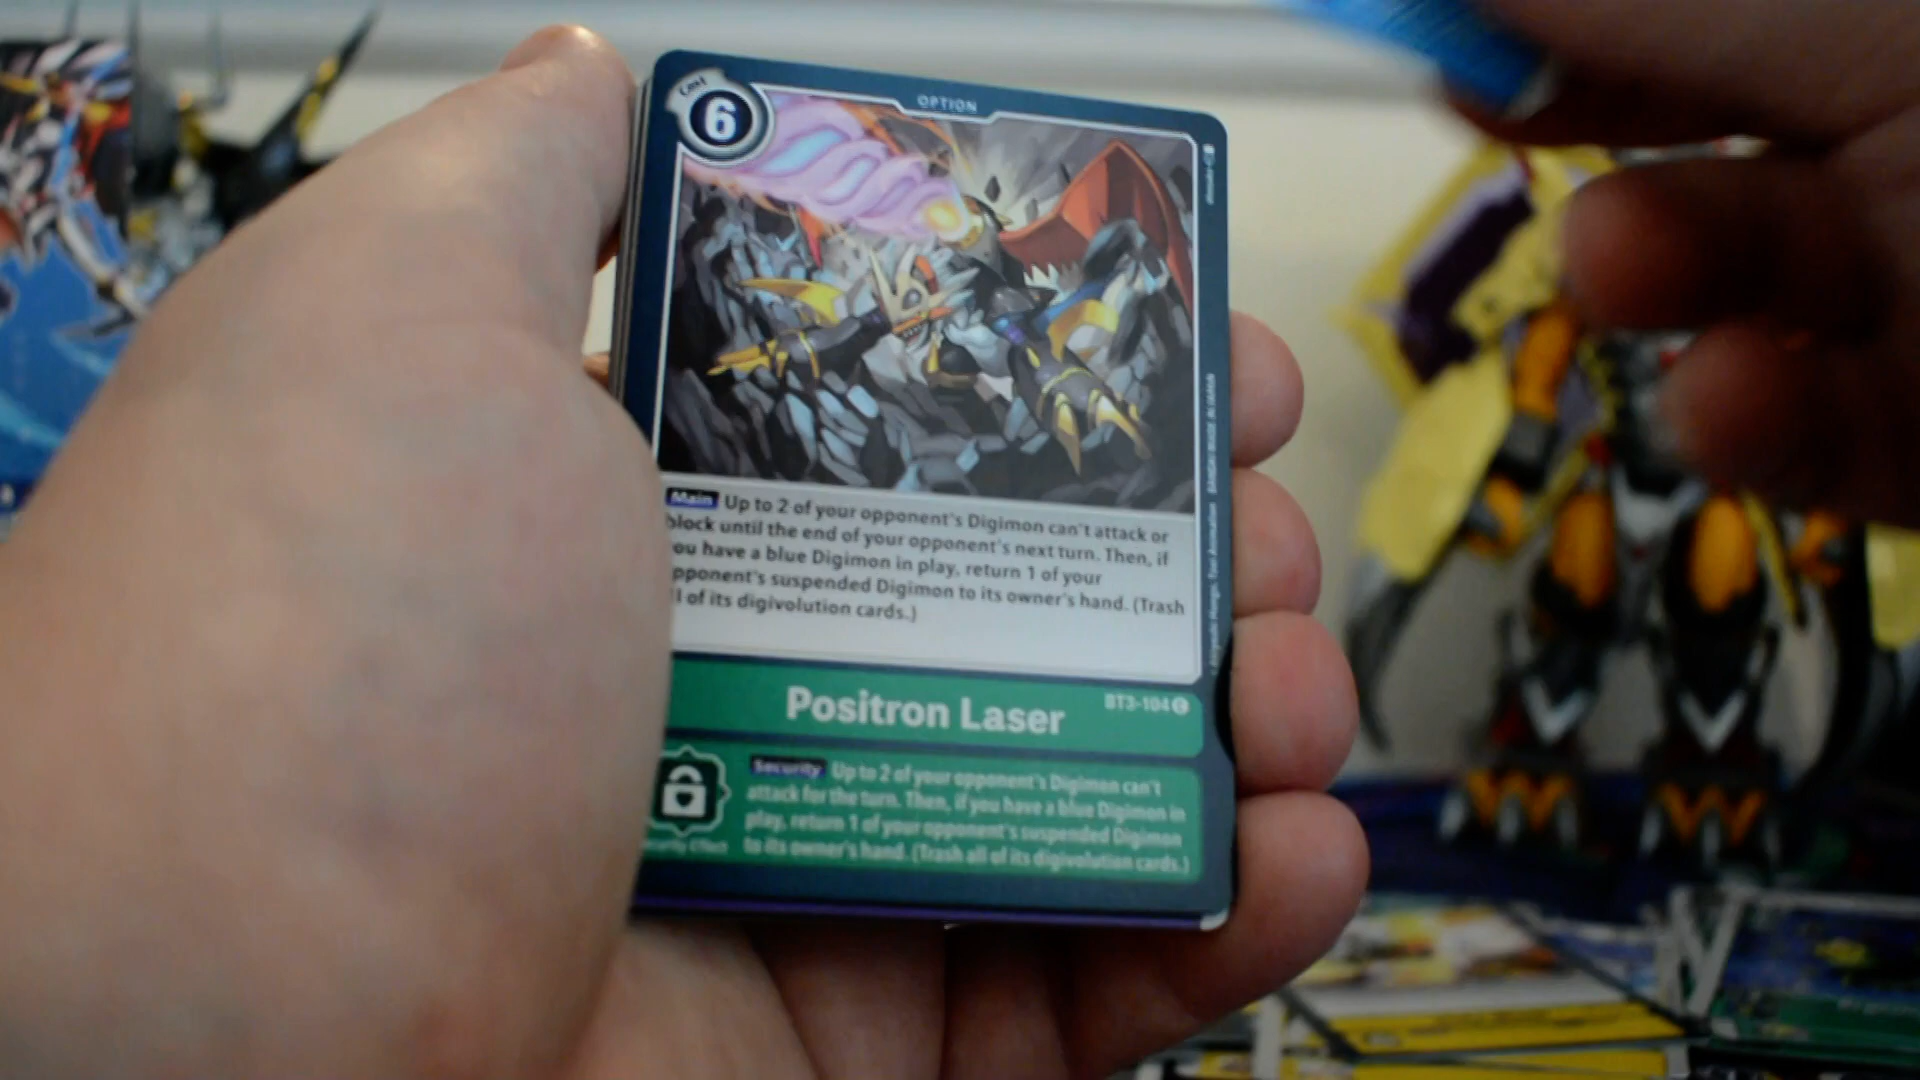 Cost
6
OPTION
Main Up to 2 of your opponent's Digimon can't attack or
block until the end of your opponent's next turn. Then, if
ou have a blue Digimon in play, return 1 of your
pponent's suspended Digimon to its owner's hand. (Trash
l of its digivolution cards.)
Positron Laser
BT3-104 C
Security Up to 2 of your opponent's Digimon can't
attack for the turn. Then, if you have a blue Digimon in
play, return 1 of your opponent's suspended Digimon
to its owner's hand. (Trash all of its digivolution cards.)
curity Effect